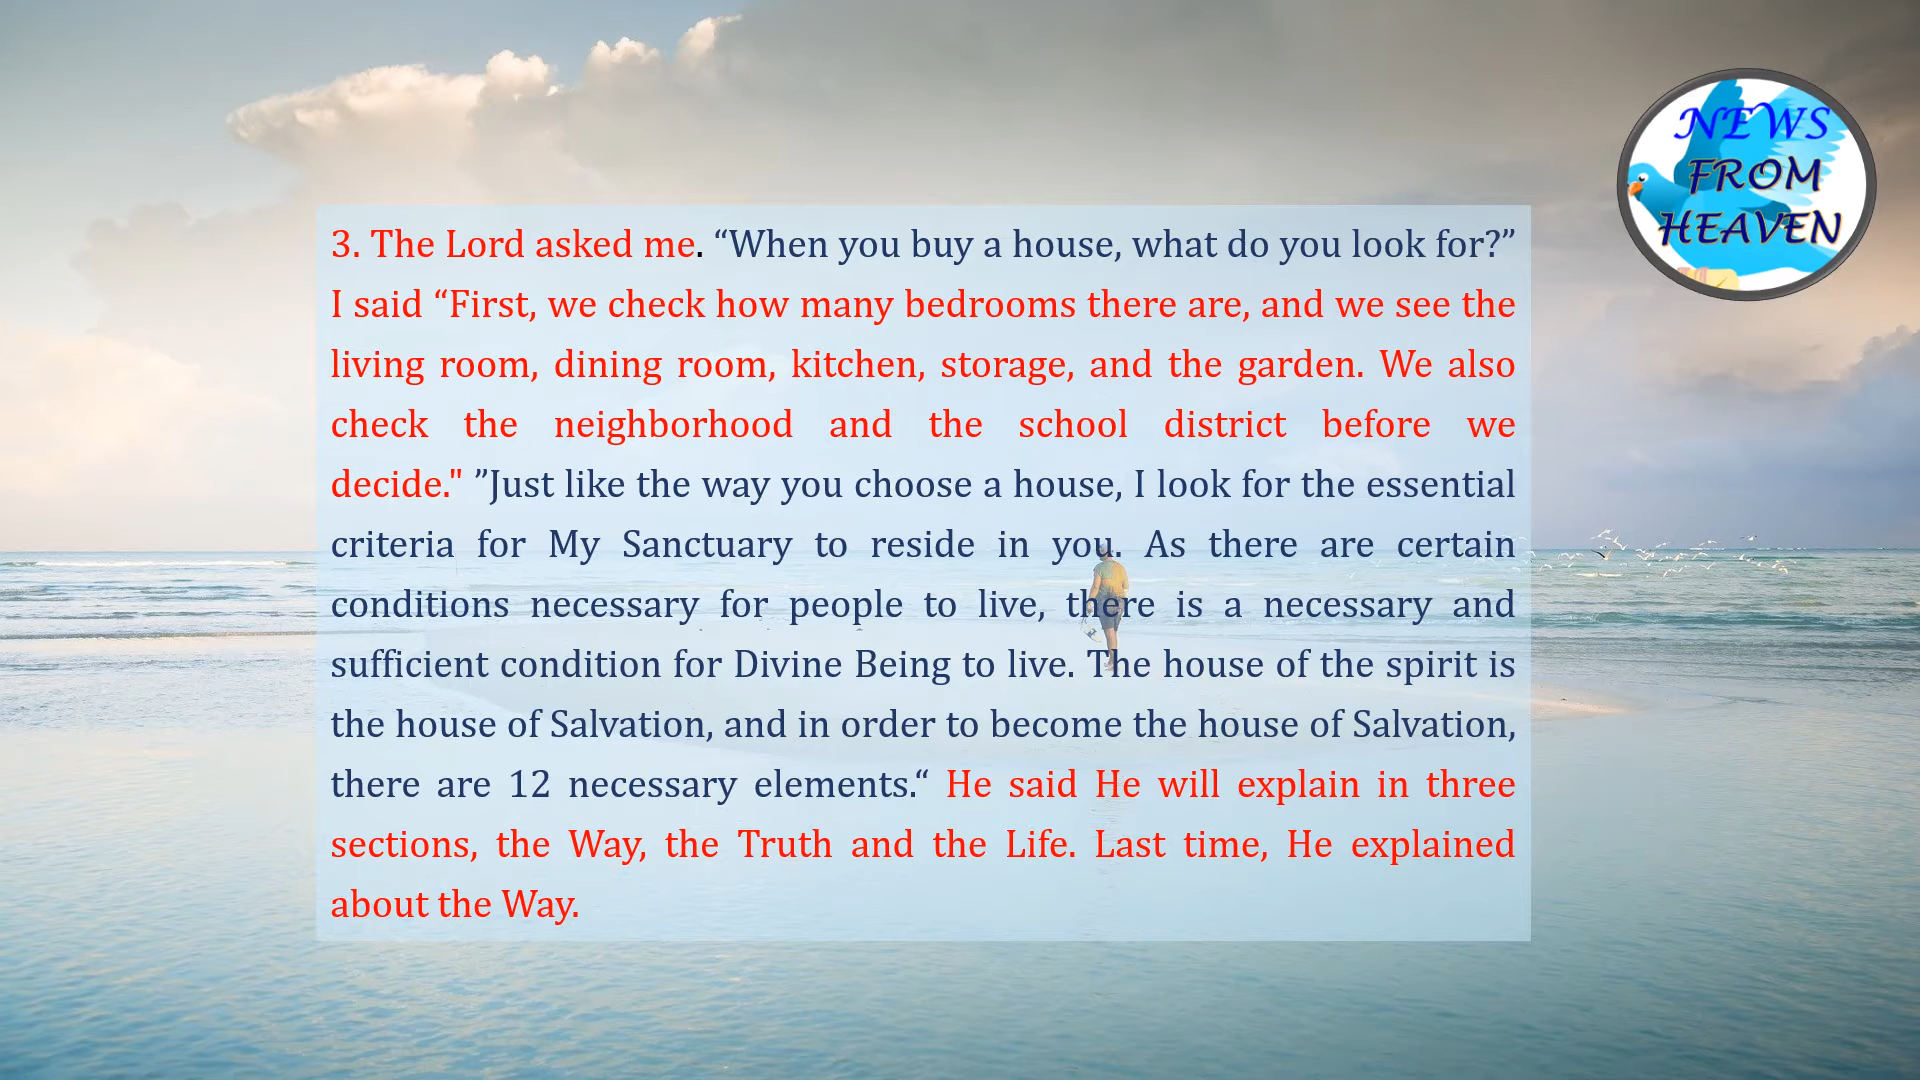 NEWS
FROM
HEAVEN
3. The Lord asked me. “When you buy a house, what do you look for?”
I said “First, we check how many bedrooms there are, and we see the
living room, dining room, kitchen, storage, and the garden. We also
check the neighborhood and the school district before we
decide." ”Just like the way you choose a house, I look for the essential
criteria for My Sanctuary to reside in you. As there are certain
conditions necessary for people to live, there is a necessary and
sufficient condition for Divine Being to live. The house of the spirit is
the house of Salvation, and in order to become the house of Salvation,
there are 12 necessary elements.“ He said He will explain in three
sections, the Way, the Truth and the Life. Last time, He explained
about the Way.